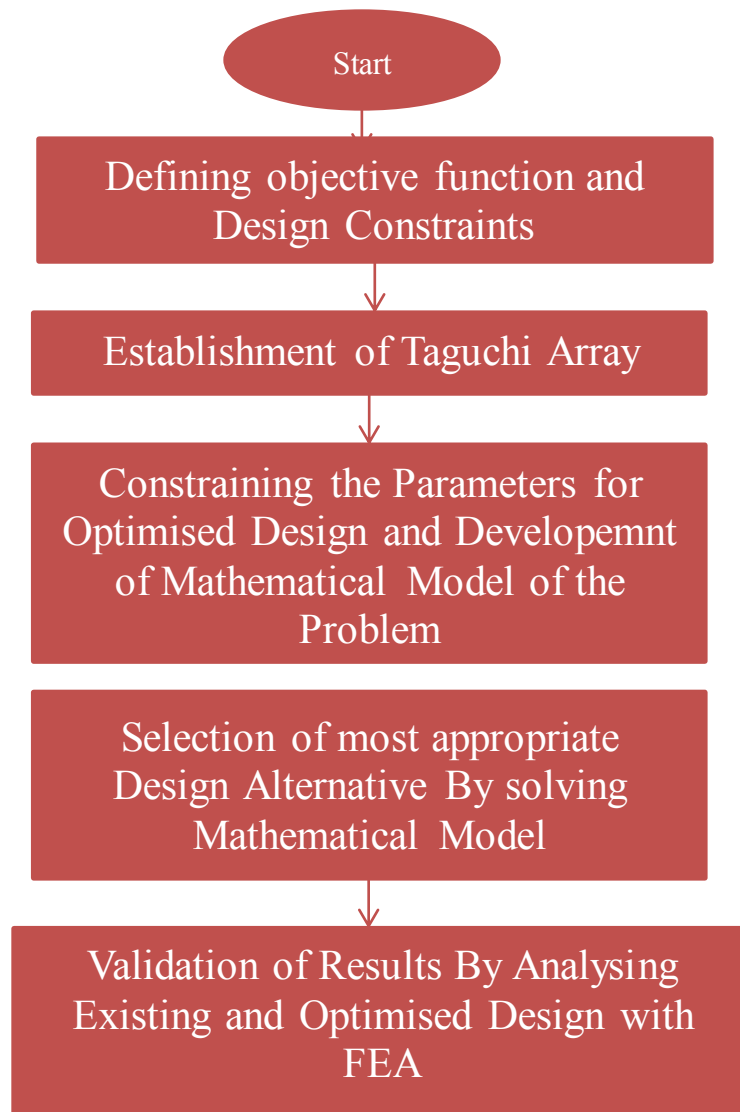 Start
Defining objective function and
Design Constraints
Establishment of Taguchi Array
Constraining the Parameters for
Optimised Design and Developemnt
of Mathematical Model of the
Problem
Selection of most appropriate
Design Alternative By solving
Mathematical Model
Validation of Results By Analysing
Existing and Optimised Design with
FEA